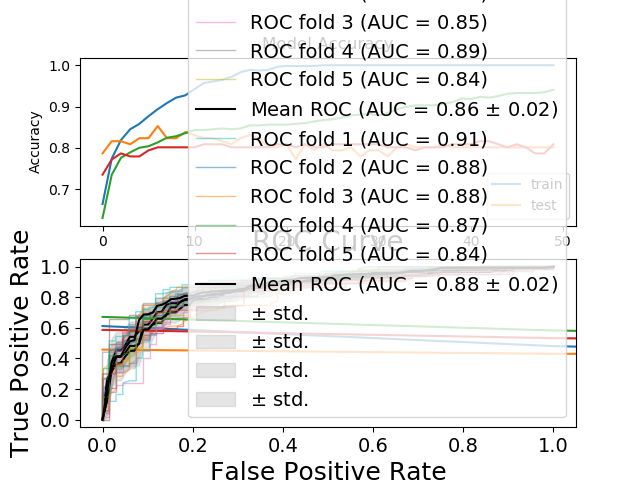 ROC fold 3 (AUC = 0.85)
Model Accuracy
ROC fold 4 (AUC = 0.89)
ROC fold 5 (AUC = 0.84)
Mean ROC (AUC = 0.86 ± 0.02)
ROC fold 1 (AUC = 0.91)
ROC fold 2 (AUC = 0.88)
ROC fold 3 (AUC = 0.88)
ROC fold 4 (AUC = 0.87)
ROC fold 5 (AUC = 0.84)
Mean ROC (AUC = 0.88 ± 0.02)
± std.
± std.
± std.
± std.
Accuracy
1.0
0.9
0.8
0.7
train
test
0 10 20 30 40 50
ROC Curve
True Positive Rate
1.0
0.8
0.6
0.4
0.2
0.0
0.0 0.2 0.4 0.6 0.8 1.0
False Positive Rate